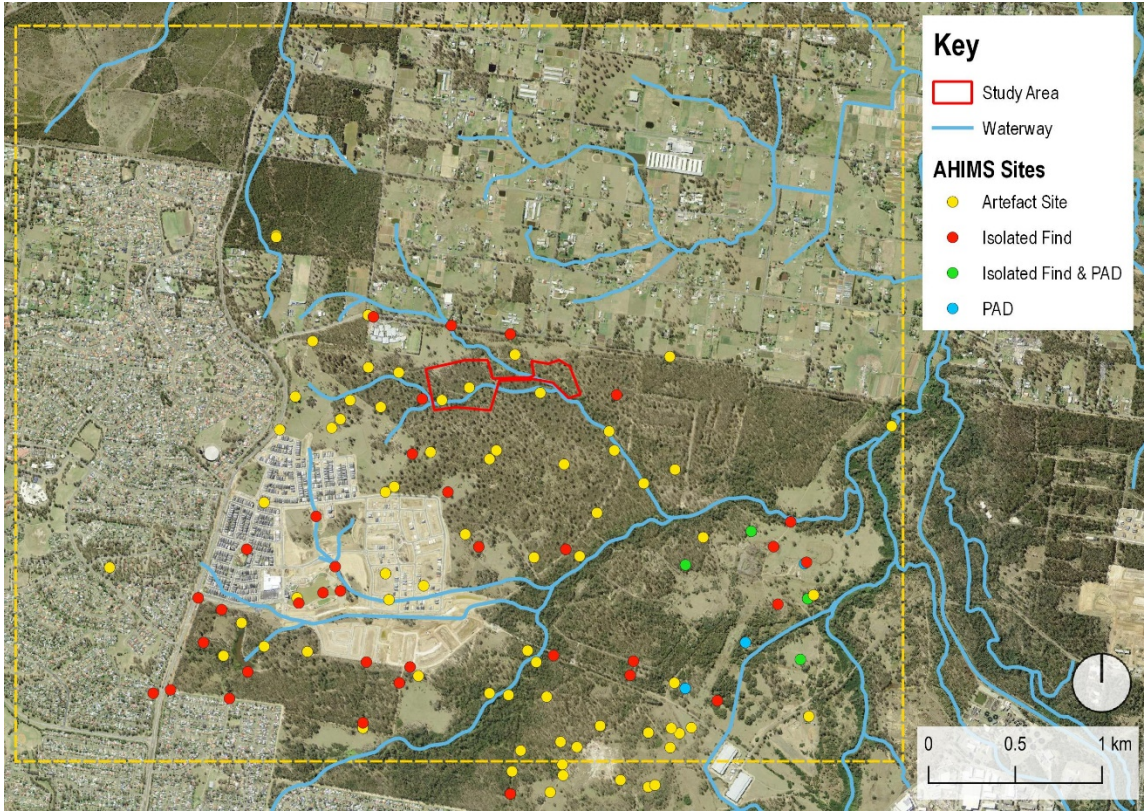 Key
Study Area
Waterway
AHIMS Sites
Artefact Site
Isolated Find
Isolated Find & PAD
PAD
0 0.5 1 km